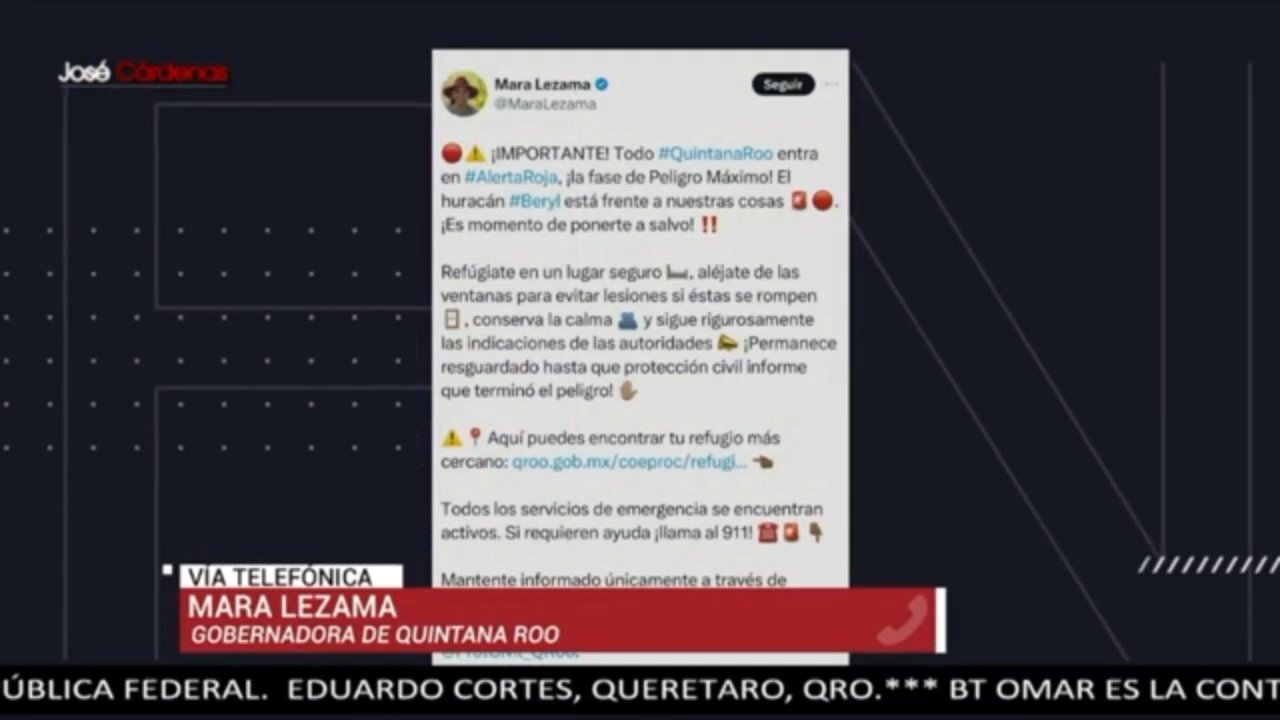 José Cárdenas
Mara Lezama
@MaraLezama
Seguir
¡IMPORTANTE! Todo #QuintanaRoo entra
en #AlertaRoja, ¡la fase de Peligro Máximo! El
huracán #Beryl está frente a nuestras cosas
¡Es momento de ponerte a salvo! ‼️
Refúgiate en un lugar seguro 🛏️, aléjate de las
ventanas para evitar lesiones si éstas se rompen
, conserva la calma y sigue rigurosamente
las indicaciones de las autoridades ¡Permanece
resguardado hasta que protección civil informe
que terminó el peligro!
Aquí puedes encontrar tu refugio más
cercano: qroo.gob.mx/coeproc/refugi...
Todos los servicios de emergencia se encuentran
activos. Si requieren ayuda ¡llama al 911!
Mantente informado únicamente a través de
VÍA TELEFÓNICA
MARA LEZAMA
GOBERNADORA DE QUINTANA ROO
ÚBLICA FEDERAL. EDUARDO CORTES, QUERETARO, QRO.*** BT OMAR ES LA CONT